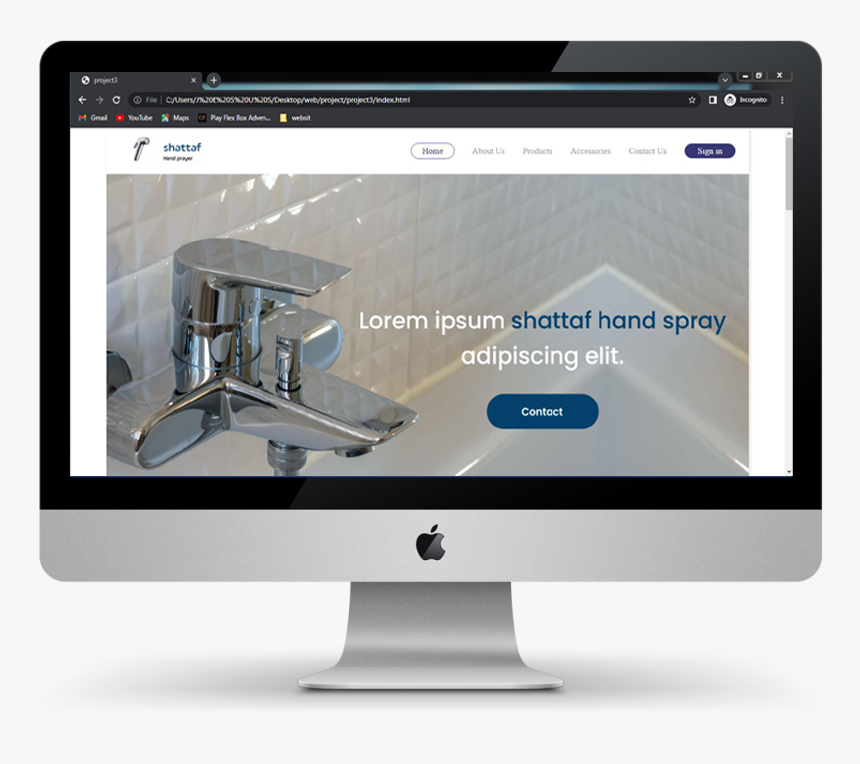 project3
File | C:/Users/J%20E%20S%20U%20S/Desktop/web/project/project3/index.html
Incognito
Gmail YouTube Maps Play Flex Box Adven... websit
shattaf
Hand prayer
Home About Us Products Accessories Contact Us Sign in
Lorem ipsum shattaf hand spray
adipiscing elit.
Contact